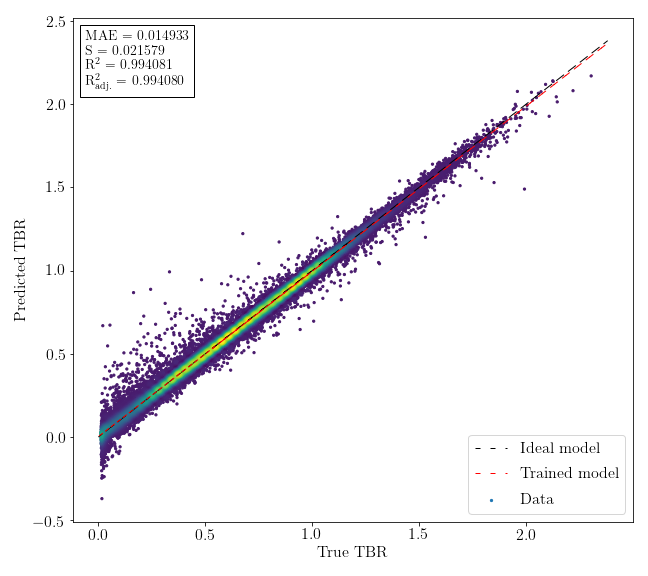 MAE = 0.014933
S = 0.021579
R² = 0.994081
R²adj. = 0.994080
2.5
2.0
1.5
1.0
0.5
0.0
−0.5
Predicted TBR
Ideal model
Trained model
Data
0.0 0.5 1.0 1.5 2.0
True TBR